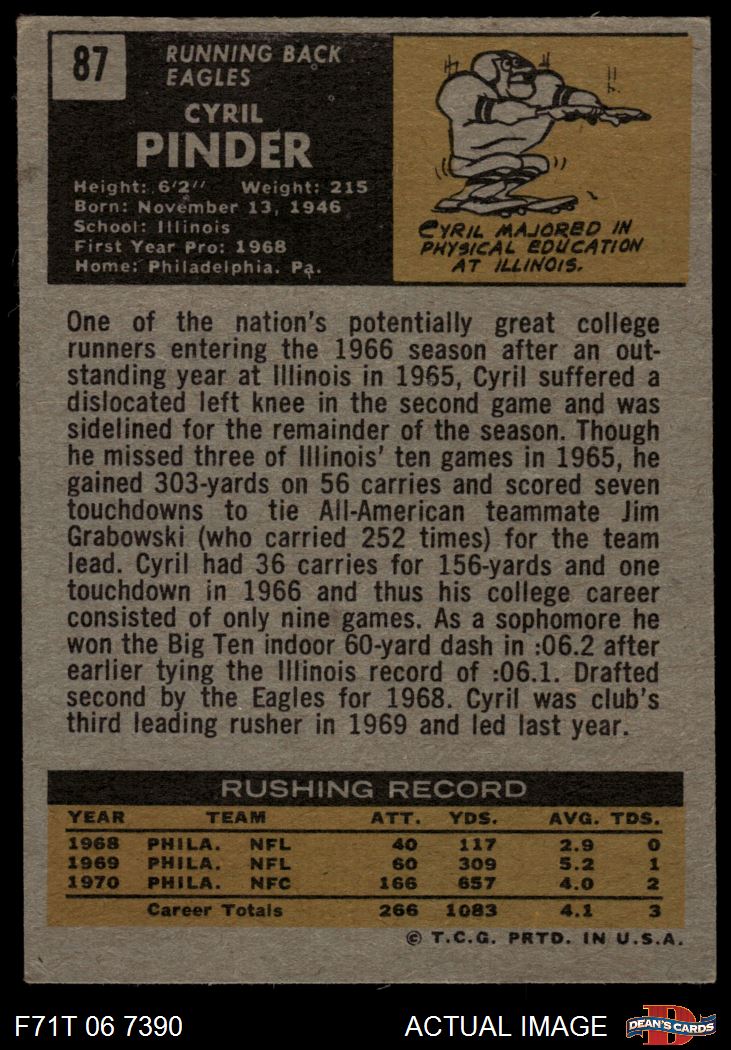 87
RUNNING BACK
EAGLES
CYRIL
PINDER
Height: 6'2" Weight: 215
Born: November 13, 1946
School: Illinois
First Year Pro: 1968
Home: Philadelphia, Pa.
CYRIL MAJORED IN
PHYSICAL EDUCATION
AT ILLINOIS.
One of the nation's potentially great college
runners entering the 1966 season after an out-
standing year at Illinois in 1965, Cyril suffered a
dislocated left knee in the second game and was
sidelined for the remainder of the season. Though
he missed three of Illinois' ten games in 1965, he
gained 303-yards on 56 carries and scored seven
touchdowns to tie All-American teammate Jim
Grabowski (who carried 252 times) for the team
lead. Cyril had 36 carries for 156-yards and one
touchdown in 1966 and thus his college career
consisted of only nine games. As a sophomore he
won the Big Ten indoor 60-yard dash in :06.2 after
earlier tying the Illinois record of :06.1. Drafted
second by the Eagles for 1968. Cyril was club's
third leading rusher in 1969 and led last year.
RUSHING RECORD
YEAR TEAM ATT. YDS. AVG. TDS.
1968 PHILA. NFL 40 117 2.9 0
1969 PHILA. NFL 60 309 5.2 1
1970 PHILA. NFC 166 657 4.0 2
Career Totals 266 1083 4.1 3
© T.C.G. PRTD. IN U.S.A.
F71T 06 7390 ACTUAL IMAGE D DEAN'S CARDS